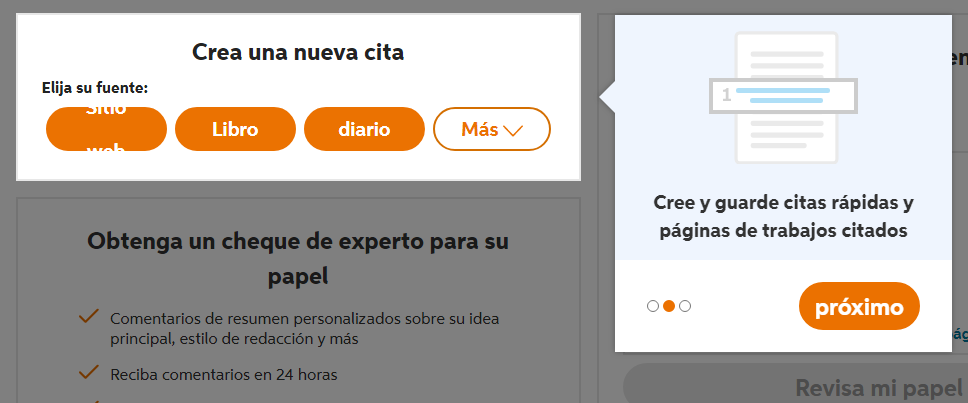 Crea una nueva cita
Elija su fuente:
Sitio
web
Libro
diario
Más
Obtenga un cheque de experto para su
papel
Comentarios de resumen personalizados sobre su idea
principal, estilo de redacción y más
Reciba comentarios en 24 horas
1
Cree y guarde citas rápidas y
páginas de trabajos citados
próximo
Revisa mi papel